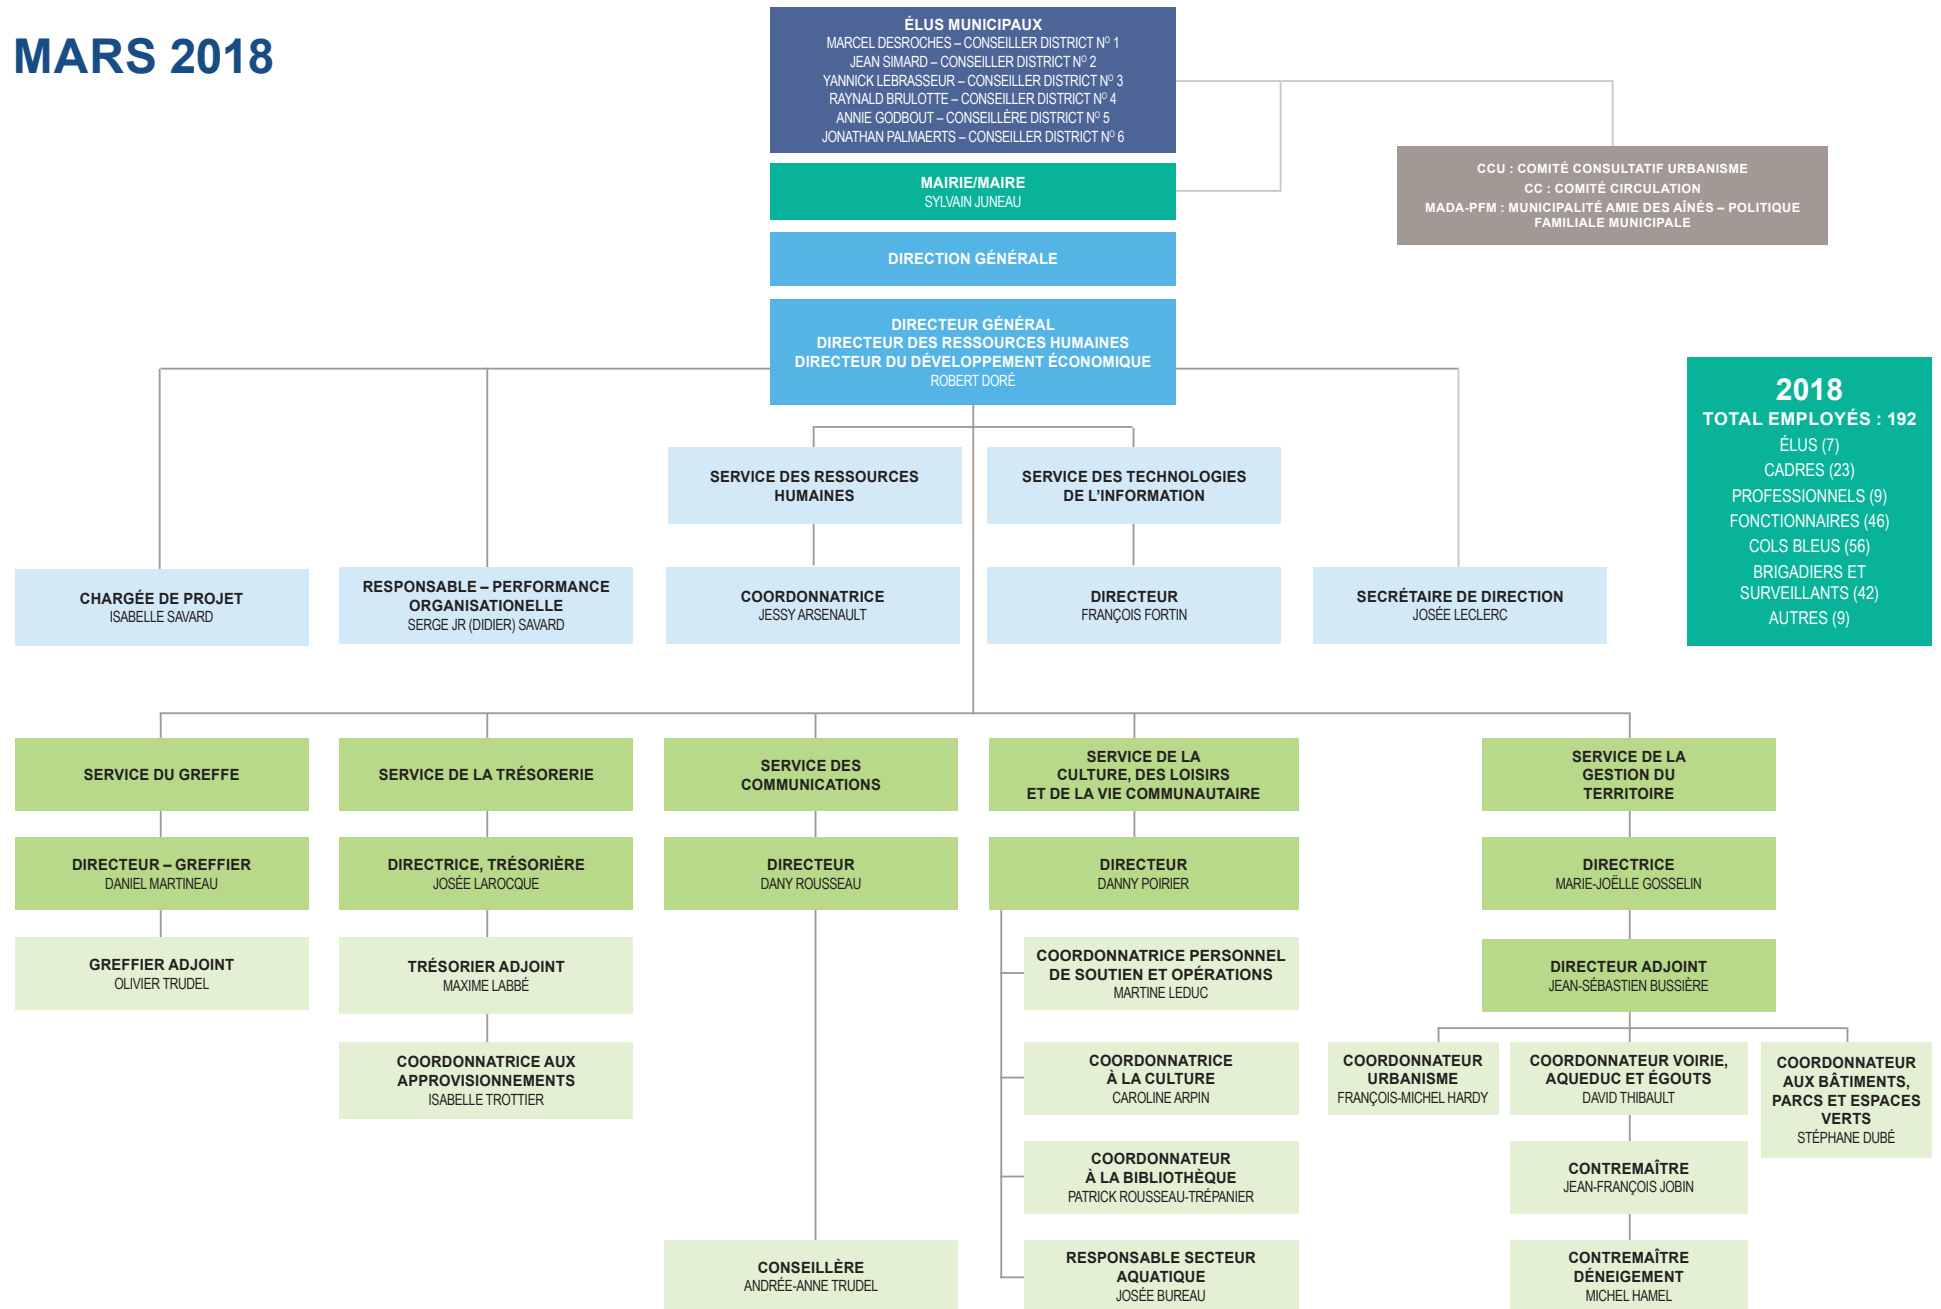 MARS 2018
ÉLUS MUNICIPAUX
MARCEL DESROCHES – CONSEILLER DISTRICT Nº 1
JEAN SIMARD – CONSEILLER DISTRICT Nº 2
YANNICK LEBRASSEUR – CONSEILLER DISTRICT Nº 3
RAYNALD BRULOTTE – CONSEILLER DISTRICT Nº 4
ANNIE GODBOUT – CONSEILLÈRE DISTRICT Nº 5
JONATHAN PALMAERTS – CONSEILLER DISTRICT Nº 6
MAIRIE/MAIRE
SYLVAIN JUNEAU
CCU : COMITÉ CONSULTATIF URBANISME
CC : COMITÉ CIRCULATION
MADA-PFM : MUNICIPALITÉ AMIE DES AÎNÉS – POLITIQUE
FAMILIALE MUNICIPALE
DIRECTION GÉNÉRALE
DIRECTEUR GÉNÉRAL
DIRECTEUR DES RESSOURCES HUMAINES
DIRECTEUR DU DÉVELOPPEMENT ÉCONOMIQUE
ROBERT DORÉ
2018
TOTAL EMPLOYÉS : 192
ÉLUS (7)
CADRES (23)
PROFESSIONNELS (9)
FONCTIONNAIRES (46)
COLS BLEUS (56)
BRIGADIERS ET
SURVEILLANTS (42)
AUTRES (9)
SERVICE DES RESSOURCES
HUMAINES
SERVICE DES TECHNOLOGIES
DE L'INFORMATION
CHARGÉE DE PROJET
ISABELLE SAVARD
RESPONSABLE – PERFORMANCE
ORGANISATIONELLE
SERGE JR (DIDIER) SAVARD
COORDONNATRICE
JESSY ARSENAULT
DIRECTEUR
FRANÇOIS FORTIN
SECRÉTAIRE DE DIRECTION
JOSÉE LECLERC
SERVICE DU GREFFE
SERVICE DE LA TRÉSORERIE
SERVICE DES
COMMUNICATIONS
SERVICE DE LA
CULTURE, DES LOISIRS
ET DE LA VIE COMMUNAUTAIRE
SERVICE DE LA
GESTION DU
TERRITOIRE
DIRECTEUR – GREFFIER
DANIEL MARTINEAU
DIRECTRICE, TRÉSORIÈRE
JOSÉE LAROCQUE
DIRECTEUR
DANY ROUSSEAU
DIRECTEUR
DANNY POIRIER
DIRECTRICE
MARIE-JOËLLE GOSSELIN
GREFFIER ADJOINT
OLIVIER TRUDEL
TRÉSORIER ADJOINT
MAXIME LABBÉ
COORDONNATRICE PERSONNEL
DE SOUTIEN ET OPÉRATIONS
MARTINE LEDUC
DIRECTEUR ADJOINT
JEAN-SÉBASTIEN BUSSIÈRE
COORDONNATRICE AUX
APPROVISIONNEMENTS
ISABELLE TROTTIER
COORDONNATRICE
À LA CULTURE
CAROLINE ARPIN
COORDONNATEUR
URBANISME
FRANÇOIS-MICHEL HARDY
COORDONNATEUR VOIRIE,
AQUEDUC ET ÉGOUTS
DAVID THIBAULT
COORDONNATEUR
AUX BÂTIMENTS,
PARCS ET ESPACES
VERTS
STÉPHANE DUBÉ
COORDONNATEUR
À LA BIBLIOTHÈQUE
PATRICK ROUSSEAU-TRÉPANIER
CONTREMAÎTRE
JEAN-FRANÇOIS JOBIN
CONSEILLÈRE
ANDRÉE-ANNE TRUDEL
RESPONSABLE SECTEUR
AQUATIQUE
JOSÉE BUREAU
CONTREMAÎTRE
DÉNEIGEMENT
MICHEL HAMEL